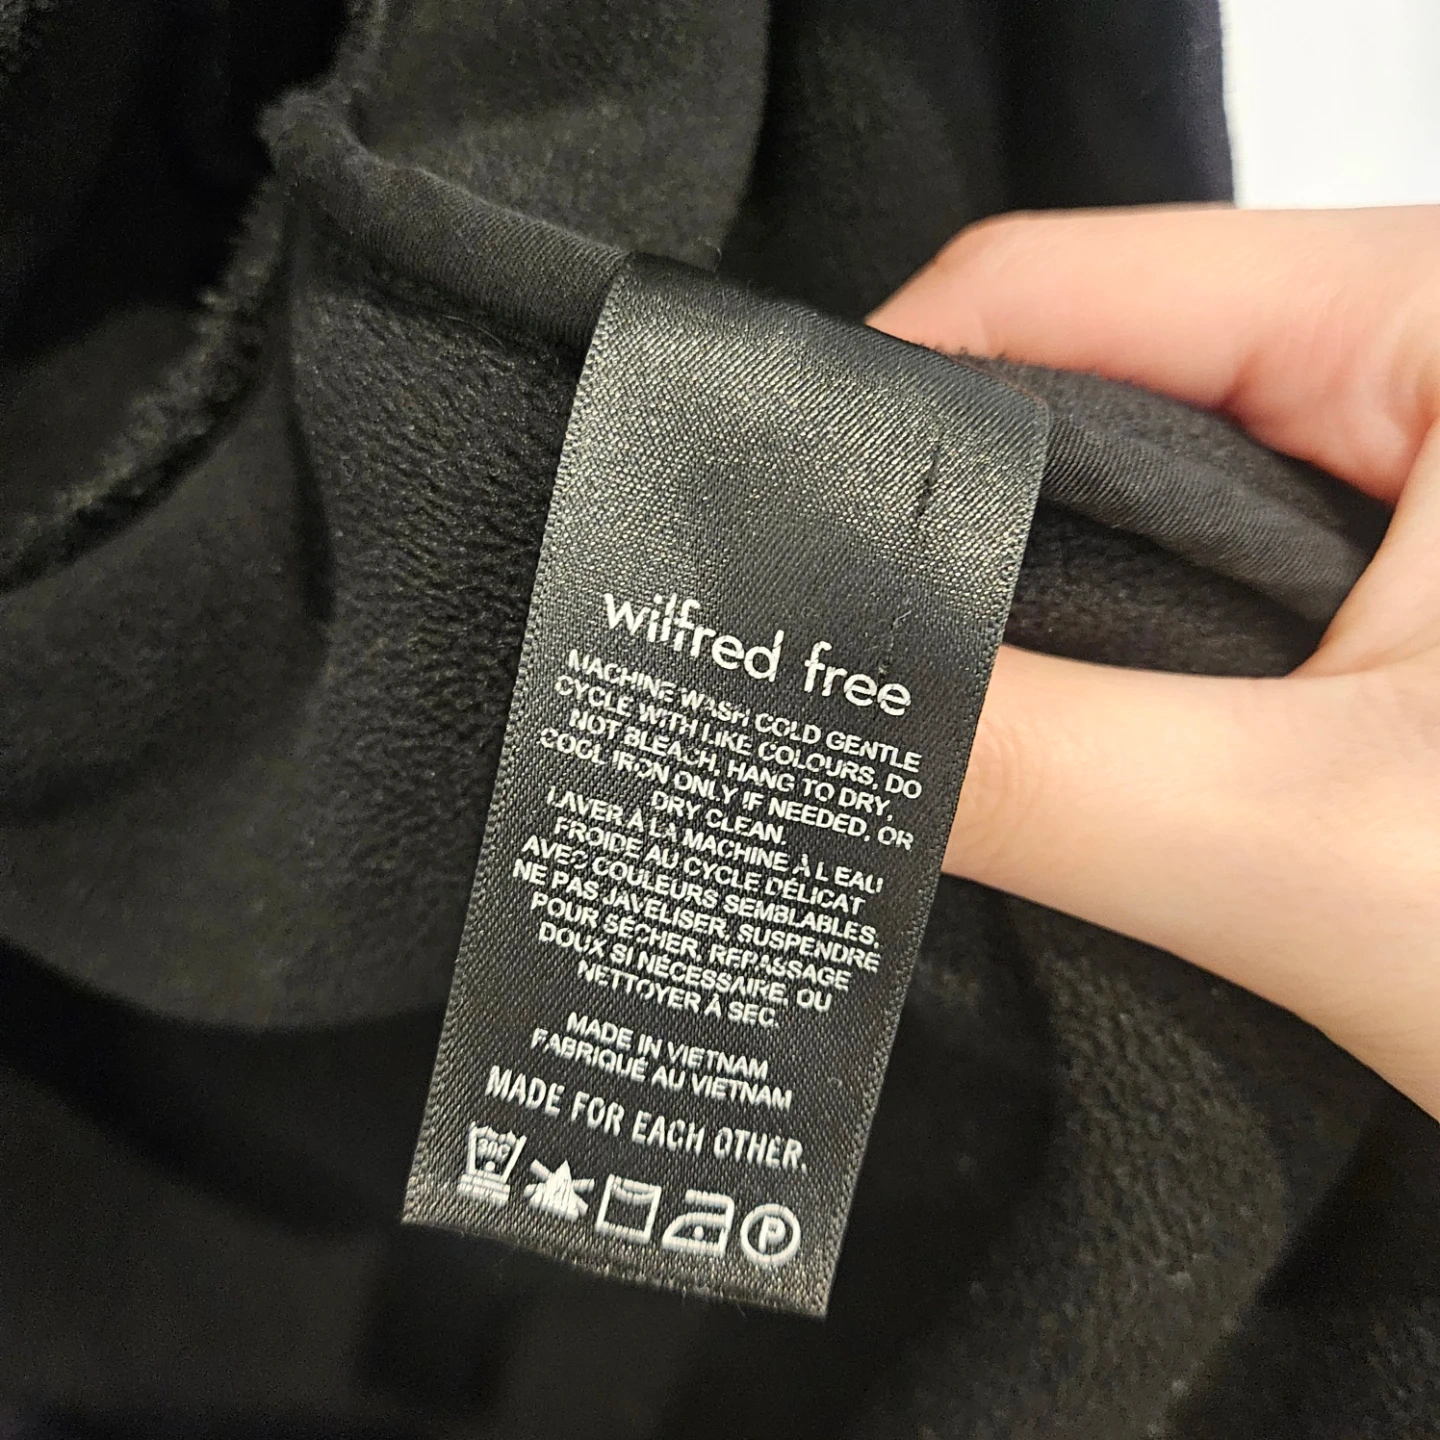 wilfred free
MACHINE WASH COLD GENTLE
CYCLE WITH LIKE COLOURS, DO
NOT BLEACH, HANG TO DRY,
COOL IRON ONLY IF NEEDED, OR
DRY CLEAN.
LAVER À LA MACHINE À L'EAU
FROIDE AU CYCLE DÉLICAT
AVEC COULEURS SEMBLABLES,
NE PAS JAVELISER, SUSPENDRE
POUR SÉCHER, REPASSAGE
DOUX SI NÉCESSAIRE, OU
NETTOYER À SEC.
MADE IN VIETNAM
FABRIQUÉ AU VIETNAM
MADE FOR EACH OTHER.
30C
P